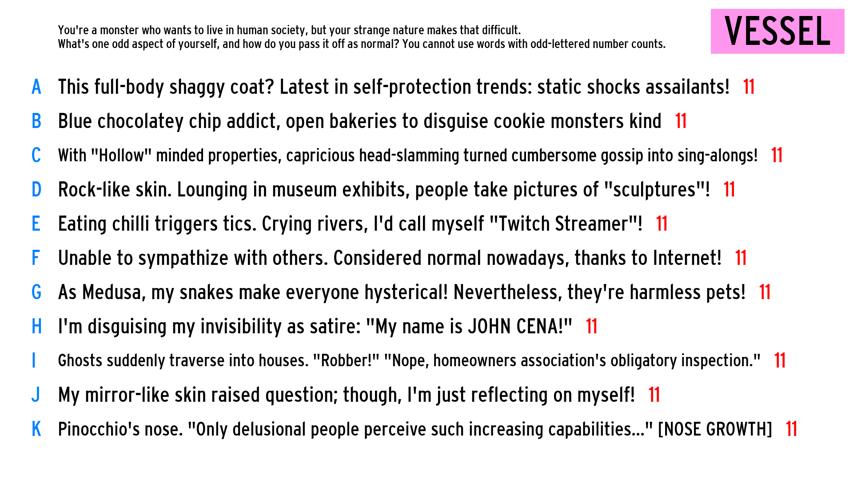 You're a monster who wants to live in human society, but your strange nature makes that difficult.
What's one odd aspect of yourself, and how do you pass it off as normal? You cannot use words with odd-lettered number counts.
VESSEL
A This full-body shaggy coat? Latest in self-protection trends: static shocks assailants! 11
B Blue chocolatey chip addict, open bakeries to disguise cookie monsters kind 11
C With "Hollow" minded properties, capricious head-slamming turned cumbersome gossip into sing-alongs! 11
D Rock-like skin. Lounging in museum exhibits, people take pictures of "sculptures"! 11
E Eating chilli triggers tics. Crying rivers, I'd call myself "Twitch Streamer"! 11
F Unable to sympathize with others. Considered normal nowadays, thanks to Internet! 11
G As Medusa, my snakes make everyone hysterical! Nevertheless, they're harmless pets! 11
H I'm disguising my invisibility as satire: "My name is JOHN CENA!" 11
I Ghosts suddenly traverse into houses. "Robber!" "Nope, homeowners association's obligatory inspection." 11
J My mirror-like skin raised question; though, I'm just reflecting on myself! 11
K Pinocchio's nose. "Only delusional people perceive such increasing capabilities..." [NOSE GROWTH] 11